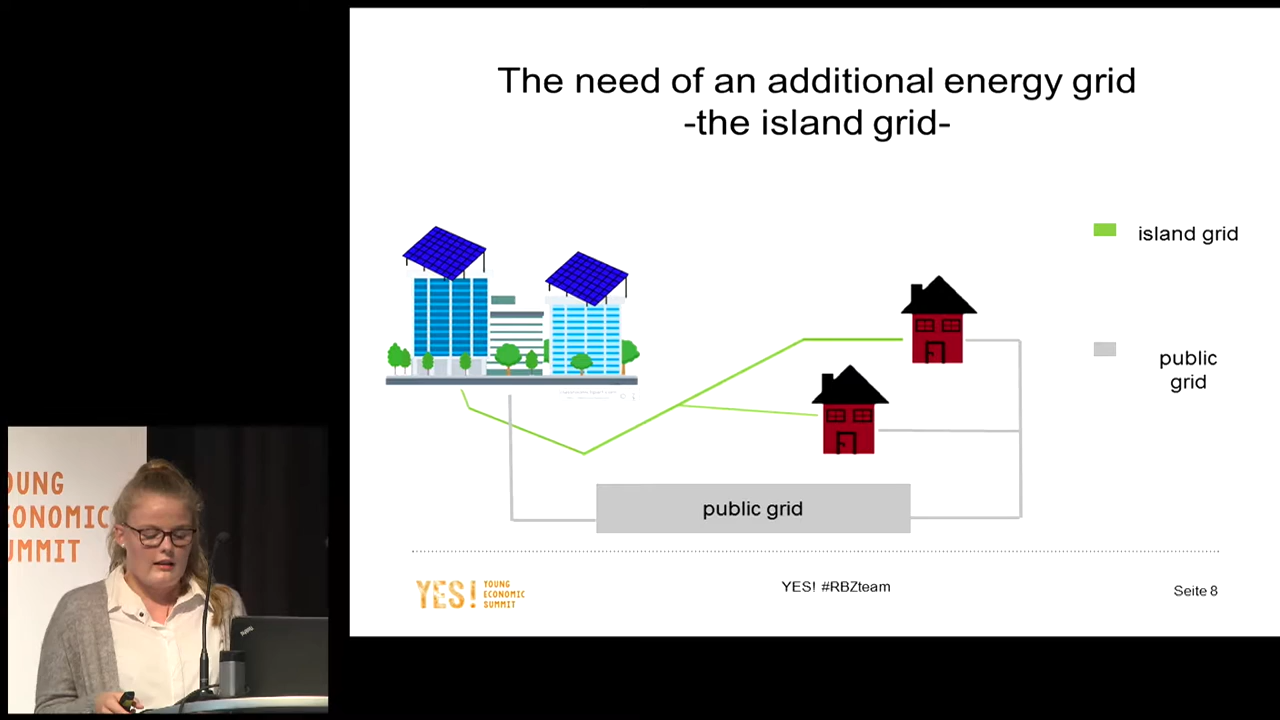 The need of an additional energy grid
-the island grid-
island grid
public
grid
public grid
YES! YOUNG
ECONOMIC
SUMMIT
YES! #RBZteam
Seite 8
OUNG
CONOMIC
UMMIT